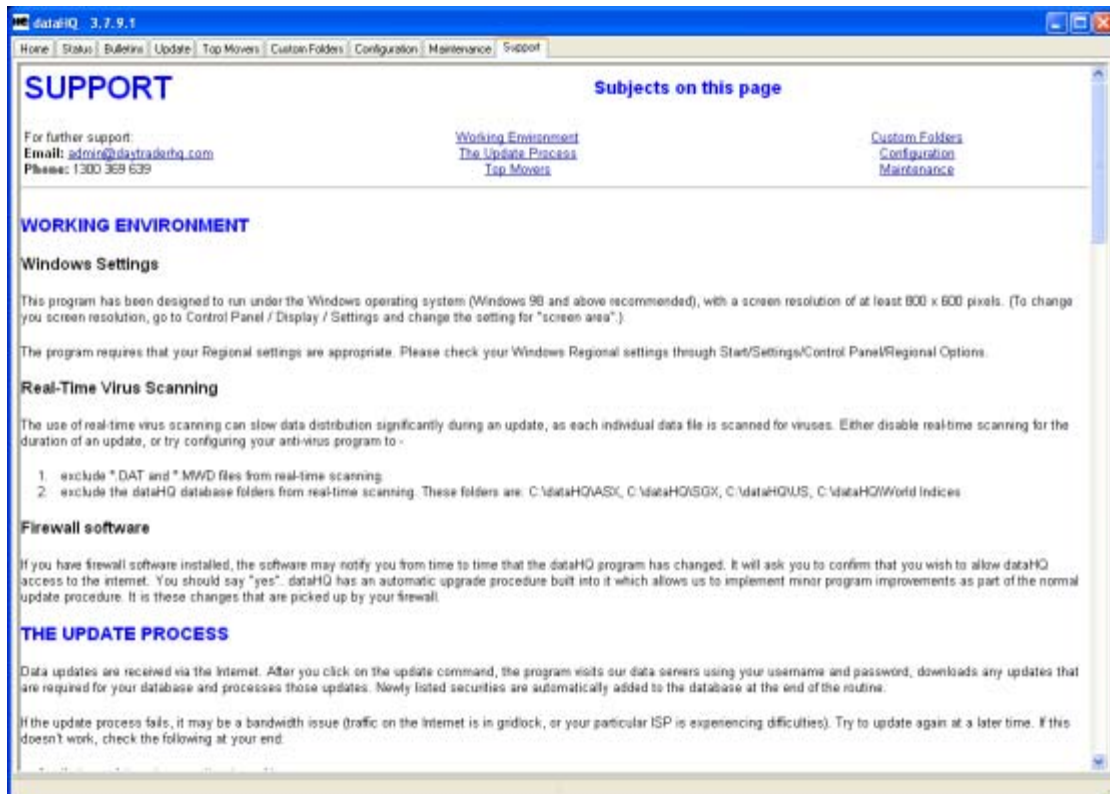 dataHQ 3.7.9.1
Home Status Bulletins Update Top Movers Custom Folders Configuration Maintenance Support
SUPPORT
Subjects on this page
For further support:
Email: admin@daytraderhq.com
Phone: 1300 369 639
Working Environment
The Update Process
Top Movers
Custom Folders
Configuration
Maintenance
WORKING ENVIRONMENT
Windows Settings
This program has been designed to run under the Windows operating system (Windows 98 and above recommended), with a screen resolution of at least 800 x 600 pixels. (To change
you screen resolution, go to Control Panel / Display / Settings and change the setting for "screen area".)
The program requires that your Regional settings are appropriate. Please check your Windows Regional settings through Start/Settings/Control Panel/Regional Options.
Real-Time Virus Scanning
The use of real-time virus scanning can slow data distribution significantly during an update, as each individual data file is scanned for viruses. Either disable real-time scanning for the
duration of an update, or try configuring your anti-virus program to -
1. exclude *.DAT and *.MWD files from real-time scanning
2. exclude the dataHQ database folders from real-time scanning. These folders are: C:\dataHQ\ASX, C:\dataHQ\SGX, C:\dataHQ\US, C:\dataHQ\World Indices
Firewall software
If you have firewall software installed, the software may notify you from time to time that the dataHQ program has changed. It will ask you to confirm that you wish to allow dataHQ
access to the internet. You should say "yes". dataHQ has an automatic upgrade procedure built into it which allows us to implement minor program improvements as part of the normal
update procedure. It is these changes that are picked up by your firewall.
THE UPDATE PROCESS
Data updates are received via the Internet. After you click on the update command, the program visits our data servers using your username and password, downloads any updates that
are required for your database and processes those updates. Newly listed securities are automatically added to the database at the end of the routine.
If the update process fails, it may be a bandwidth issue (traffic on the Internet is in gridlock, or your particular ISP is experiencing difficulties). Try to update again at a later time. If this
doesn't work, check the following at your end: